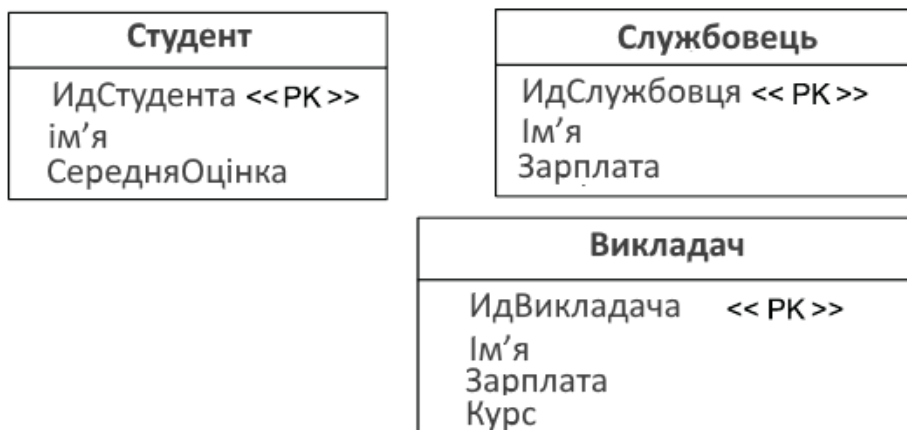 Студент
ИдСтудента <<PK>>
ім’я
СередняОцінка
Службовець
ИдСлужбовця << PK >>
Ім’я
Зарплата
Викладач
ИдВикладача << PK >>
Ім’я
Зарплата
Курс